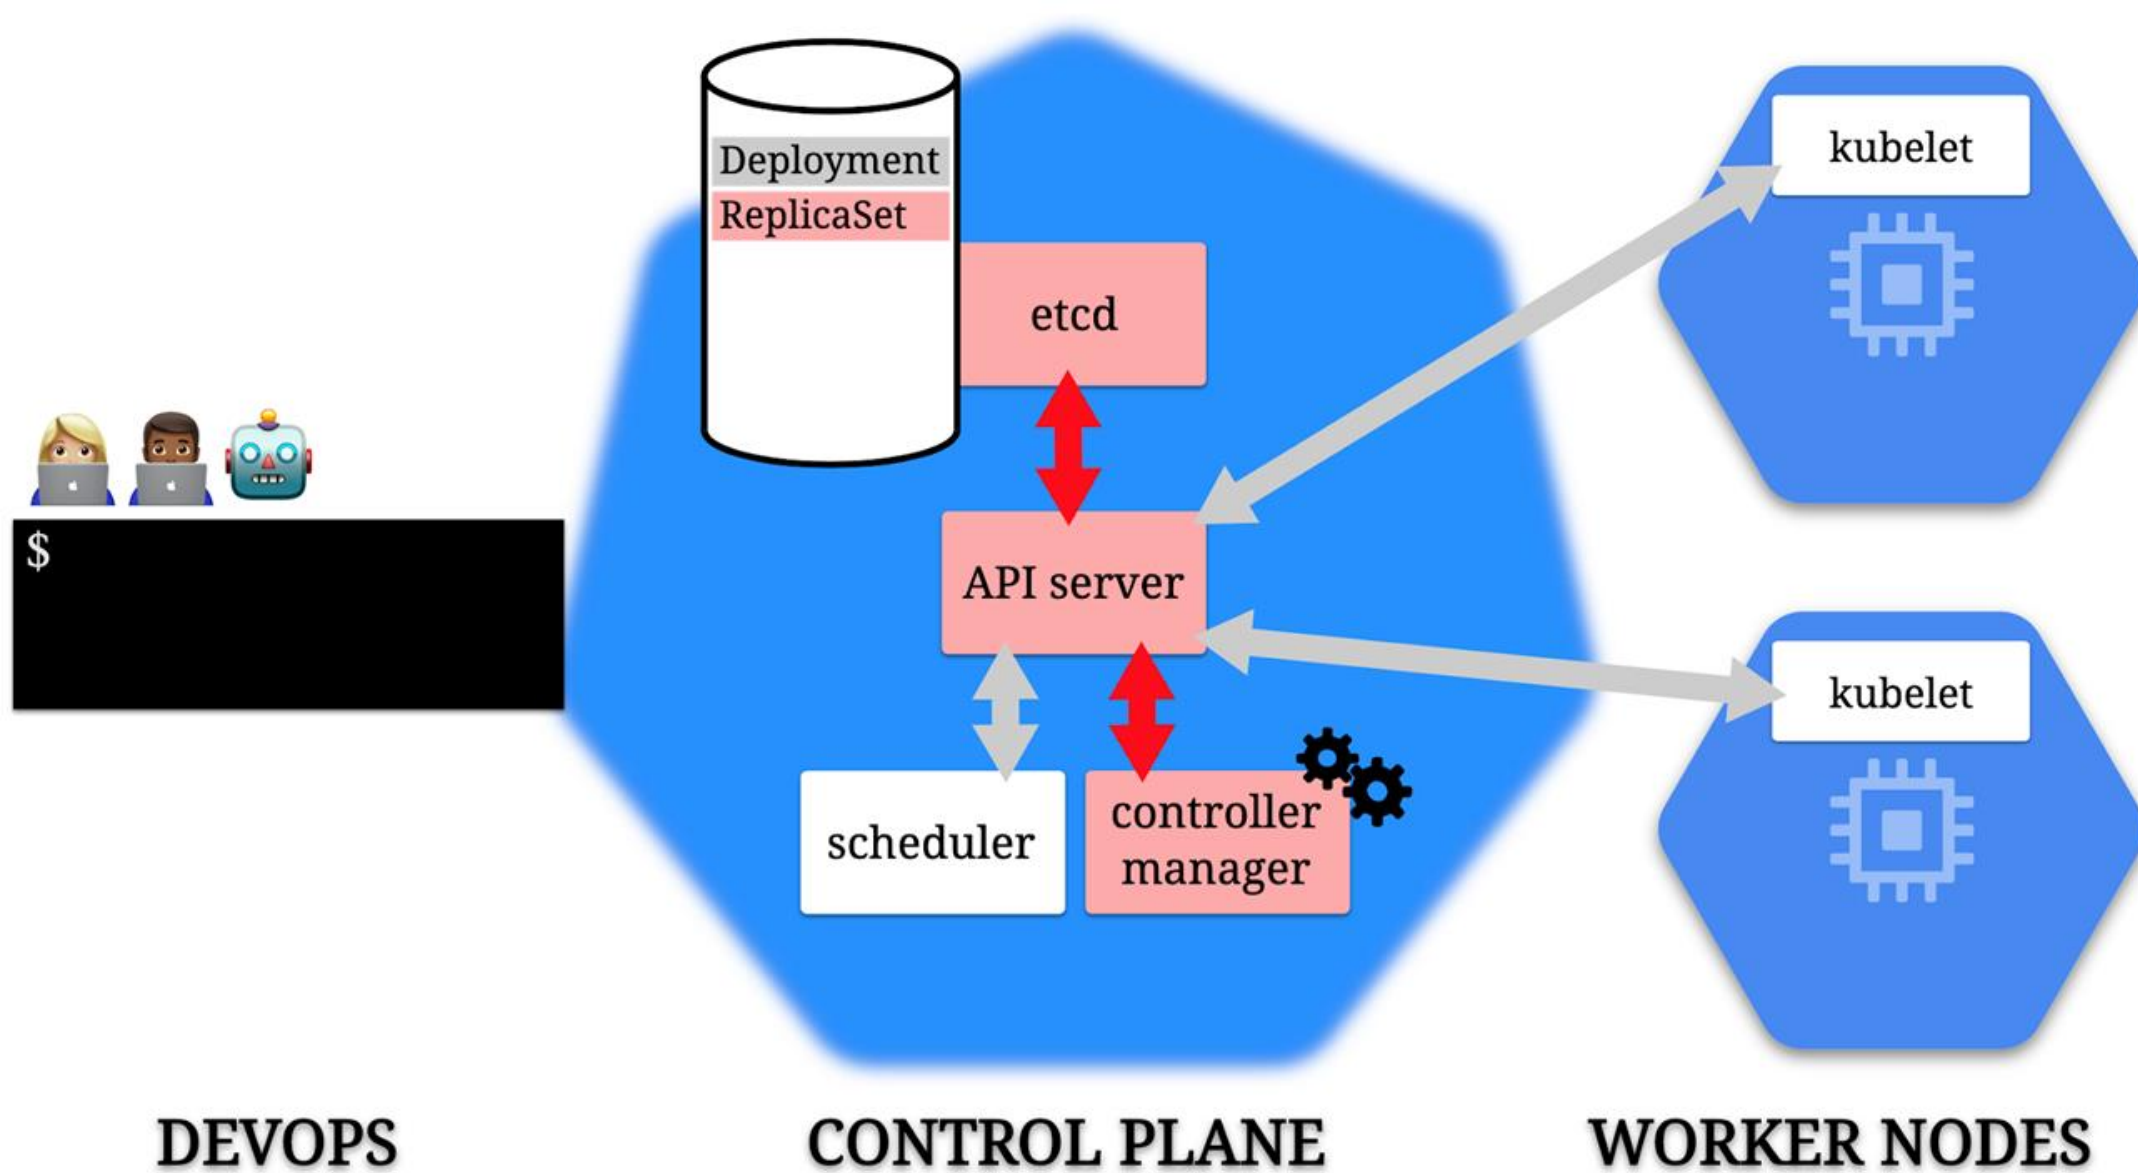 Deployment
ReplicaSet
etcd
kubelet
$
API server
kubelet
scheduler
controller
manager
DEVOPS
CONTROL PLANE
WORKER NODES